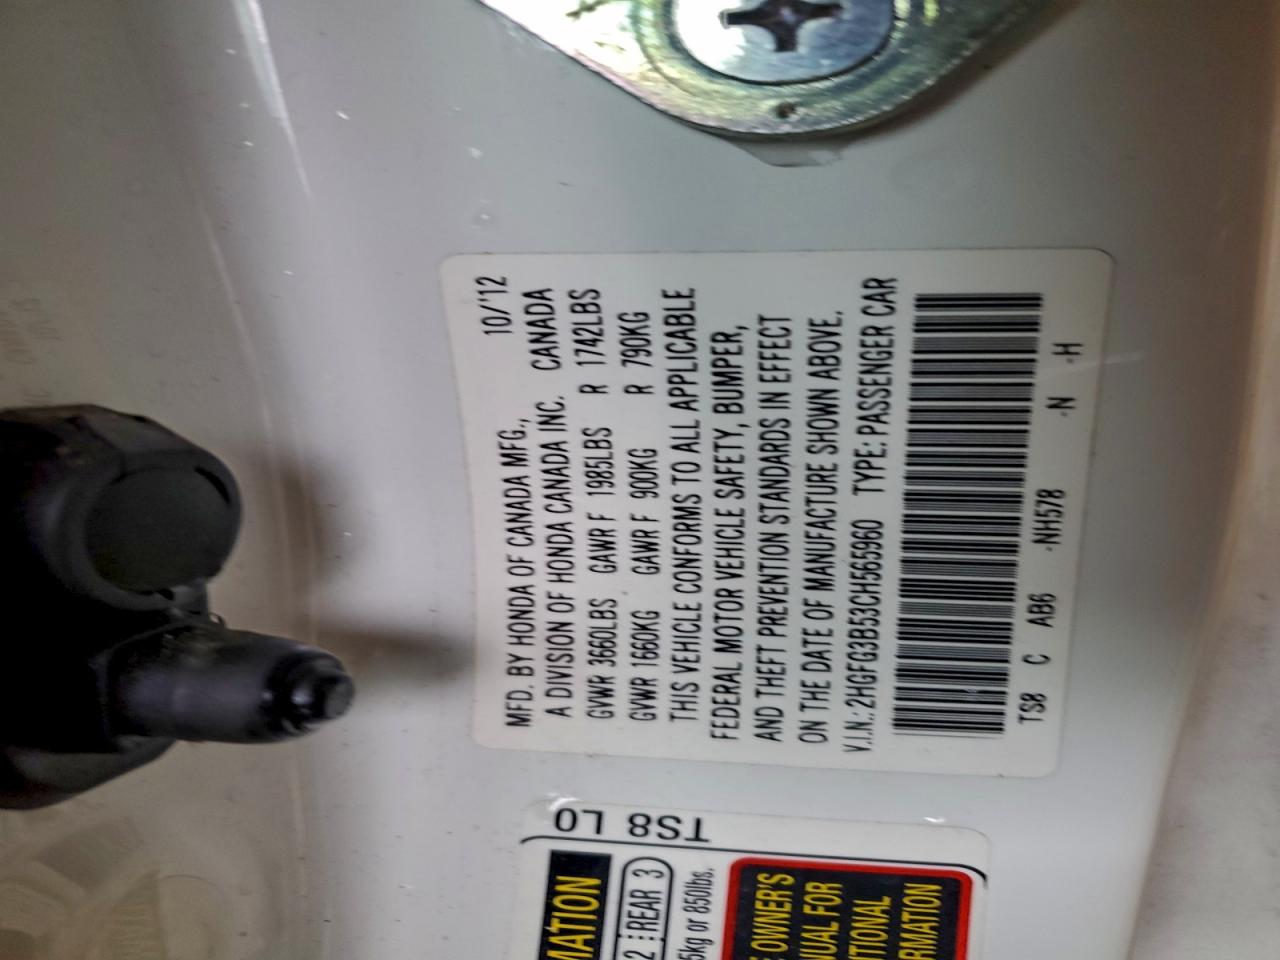 MFD. BY HONDA OF CANADA MFG., 10/'12
A DIVISION OF HONDA CANADA INC. CANADA
GVWR 3660LBS GAWR F 1985LBS R 1742LBS
GVWR 1660KG GAWR F 900KG R 790KG
THIS VEHICLE CONFORMS TO ALL APPLICABLE
FEDERAL MOTOR VEHICLE SAFETY, BUMPER,
AND THEFT PREVENTION STANDARDS IN EFFECT
ON THE DATE OF MANUFACTURE SHOWN ABOVE.
V.I.N.: 2HGFG3B53CH565960 TYPE: PASSENGER CAR
TS8 C AB6 -NH578 -N -H
TS8 L0
MATION
2 REAR 3
5kg or 850lbs.
OWNER'S
UAL FOR
ITIONAL
RMATION